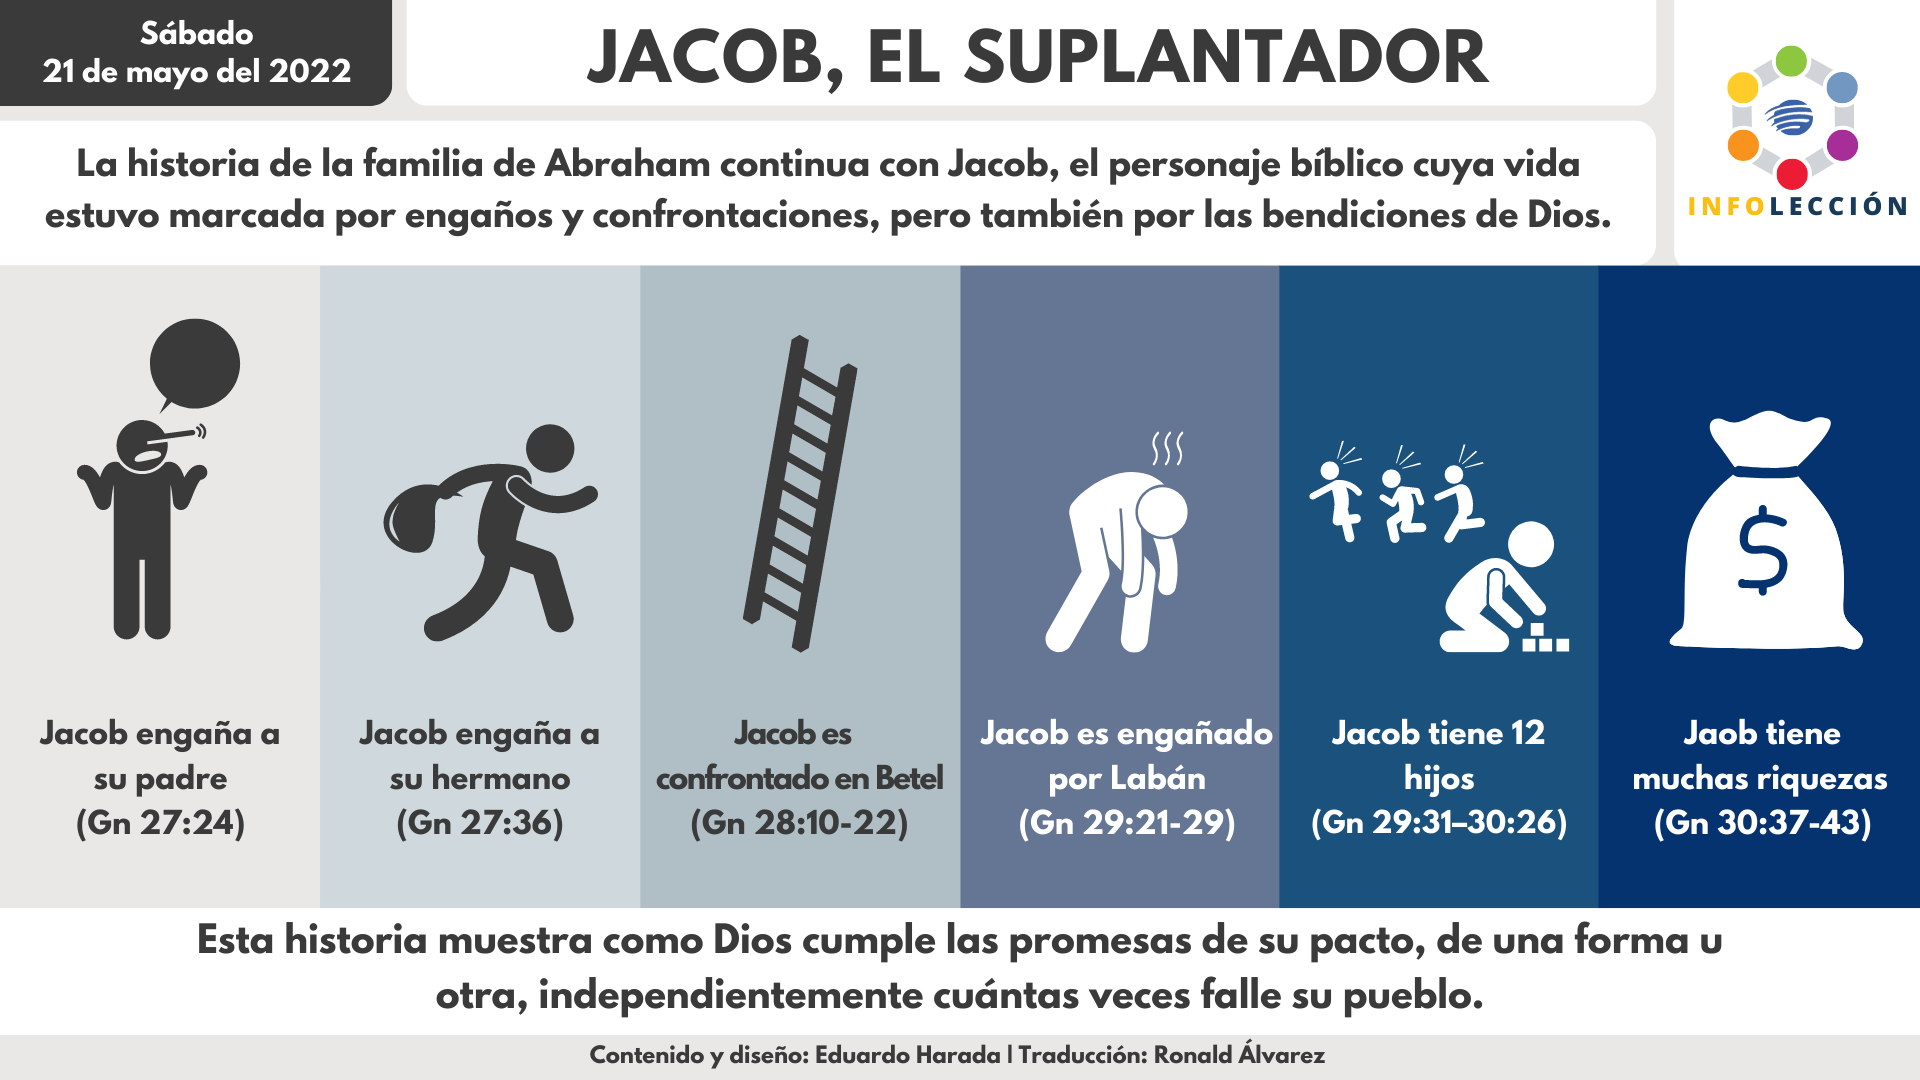 Sábado
21 de mayo del 2022
JACOB, EL SUPLANTADOR
La historia de la familia de Abraham continua con Jacob, el personaje bíblico cuya vida
estuvo marcada por engaños y confrontaciones, pero también por las bendiciones de Dios.
INFOLECCIÓN
Jacob engaña a
su padre
(Gn 27:24)
Jacob engaña a
su hermano
(Gn 27:36)
Jacob es
confrontado en Betel
(Gn 28:10-22)
Jacob es engañado
por Labán
(Gn 29:21-29)
Jacob tiene 12
hijos
(Gn 29:31–30:26)
$
Jaob tiene
muchas riquezas
(Gn 30:37-43)
Esta historia muestra como Dios cumple las promesas de su pacto, de una forma u
otra, independientemente cuántas veces falle su pueblo.
Contenido y diseño: Eduardo Harada | Traducción: Ronald Álvarez